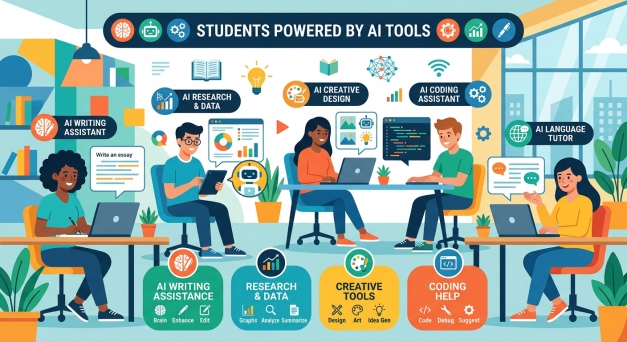 STUDENTS POWERED BY AI TOOLS
AI RESEARCH
& DATA
AI CREATIVE
DESIGN
AI CODING
ASSISTANT
AI WRITING
ASSISTANT
AI LANGUAGE
TUTOR
Write an essay
AI WRITING
ASSISTANCE
Brain Enhance Edit
RESEARCH
& DATA
Graphs Analyze Summarize
CREATIVE
TOOLS
Design Art Idea Gen
CODING
HELP
Code Debug Suggest